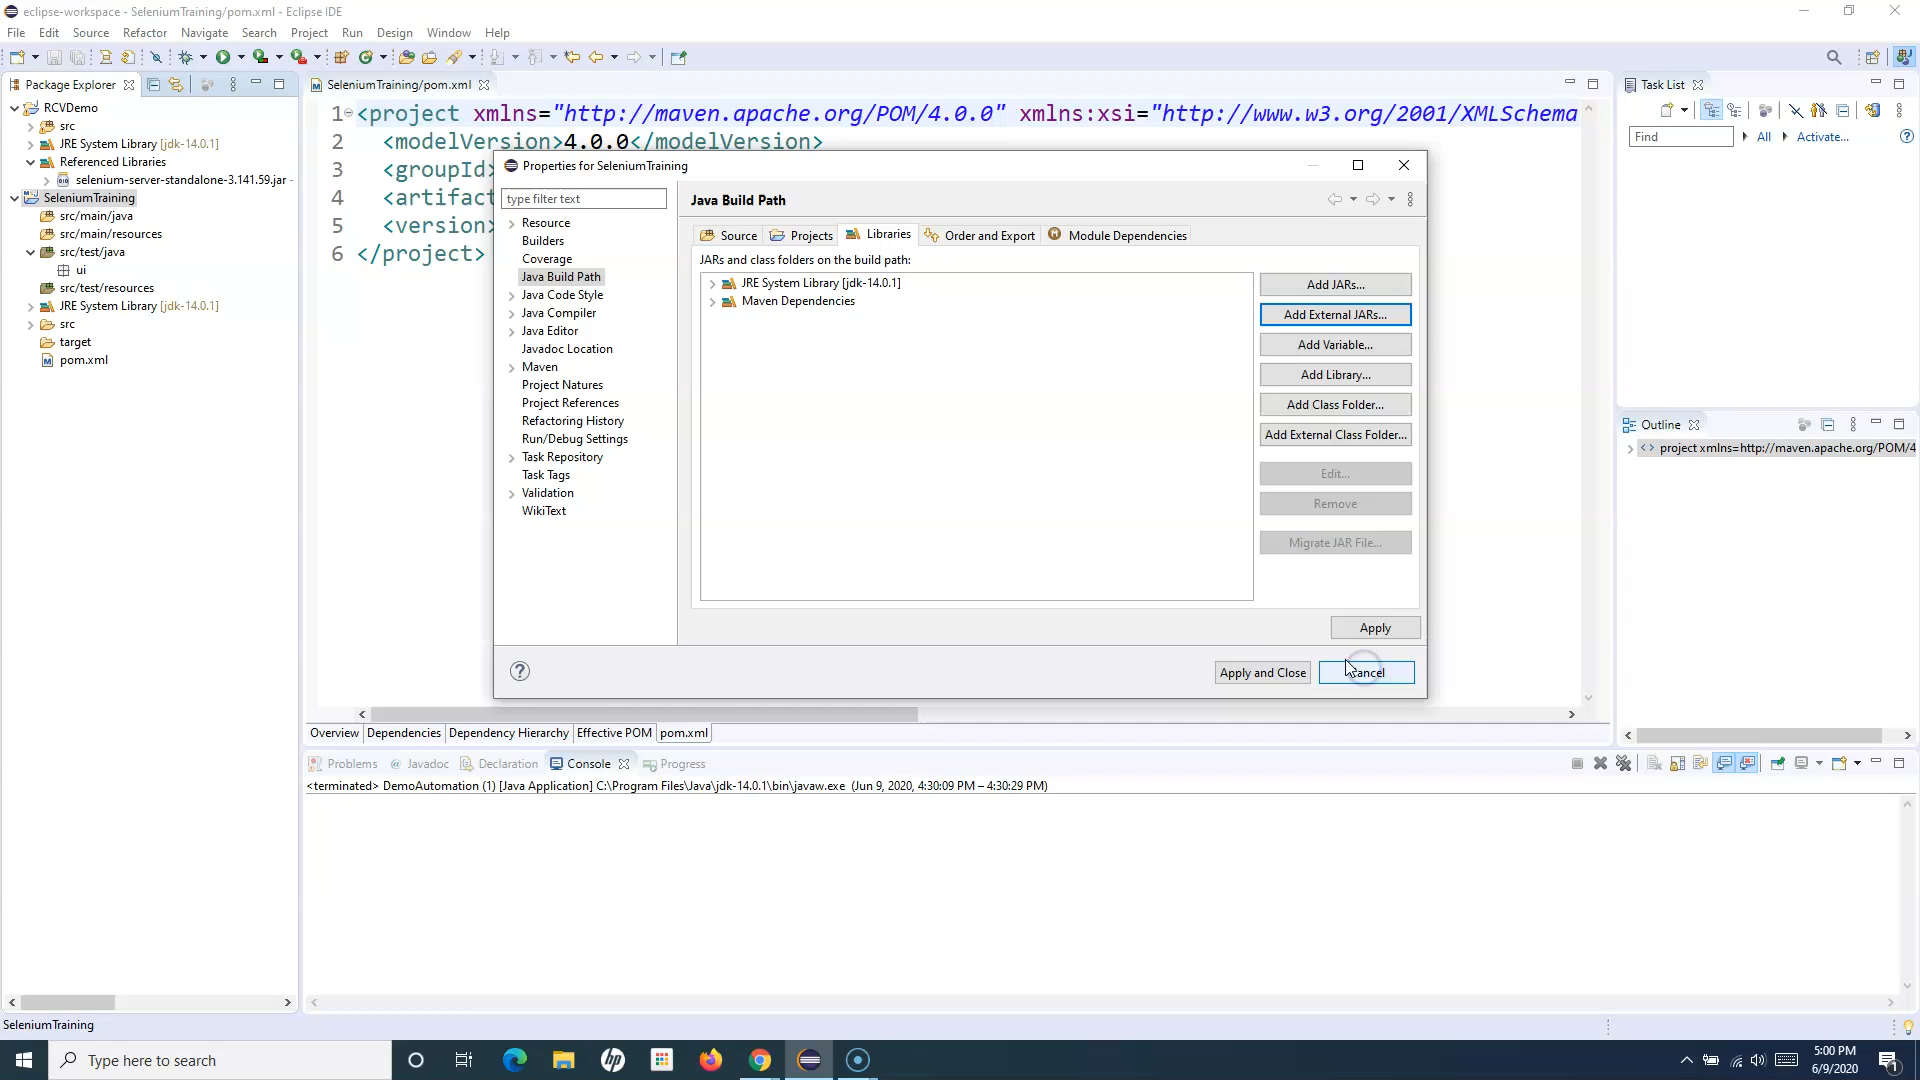 eclipse-workspace - SeleniumTraining/pom.xml - Eclipse IDE
File Edit Source Refactor Navigate Search Project Run Design Window Help
Package Explorer
RCVDemo
src
JRE System Library [jdk-14.0.1]
Referenced Libraries
selenium-server-standalone-3.141.59.jar -
SeleniumTraining
src/main/java
src/main/resources
src/test/java
ui
src/test/resources
JRE System Library [jdk-14.0.1]
src
target
pom.xml
SeleniumTraining/pom.xml
1 <project xmlns="http://maven.apache.org/POM/4.0.0" xmlns:xsi="http://www.w3.org/2001/XMLSchema
2 <modelVersion>4.0.0</modelVersion>
3 <groupId>
4 <artifact
5 <version>
6 </project>
Properties for SeleniumTraining
type filter text
Resource
Builders
Coverage
Java Build Path
Java Code Style
Java Compiler
Java Editor
Javadoc Location
Maven
Project Natures
Project References
Refactoring History
Run/Debug Settings
Task Repository
Task Tags
Validation
WikiText
Java Build Path
Source Projects Libraries Order and Export Module Dependencies
JARs and class folders on the build path:
JRE System Library [jdk-14.0.1]
Maven Dependencies
Add JARs...
Add External JARs...
Add Variable...
Add Library...
Add Class Folder...
Add External Class Folder...
Edit...
Remove
Migrate JAR File...
Apply
Apply and Close Cancel
Overview Dependencies Dependency Hierarchy Effective POM pom.xml
Task List
Find All Activate...
Outline
project xmlns=http://maven.apache.org/POM/4
Problems Javadoc Declaration Console Progress
<terminated> DemoAutomation (1) [Java Application] C:\Program Files\Java\jdk-14.0.1\bin\javaw.exe (Jun 9, 2020, 4:30:09 PM – 4:30:29 PM)
SeleniumTraining
Type here to search
5:00 PM
6/9/2020